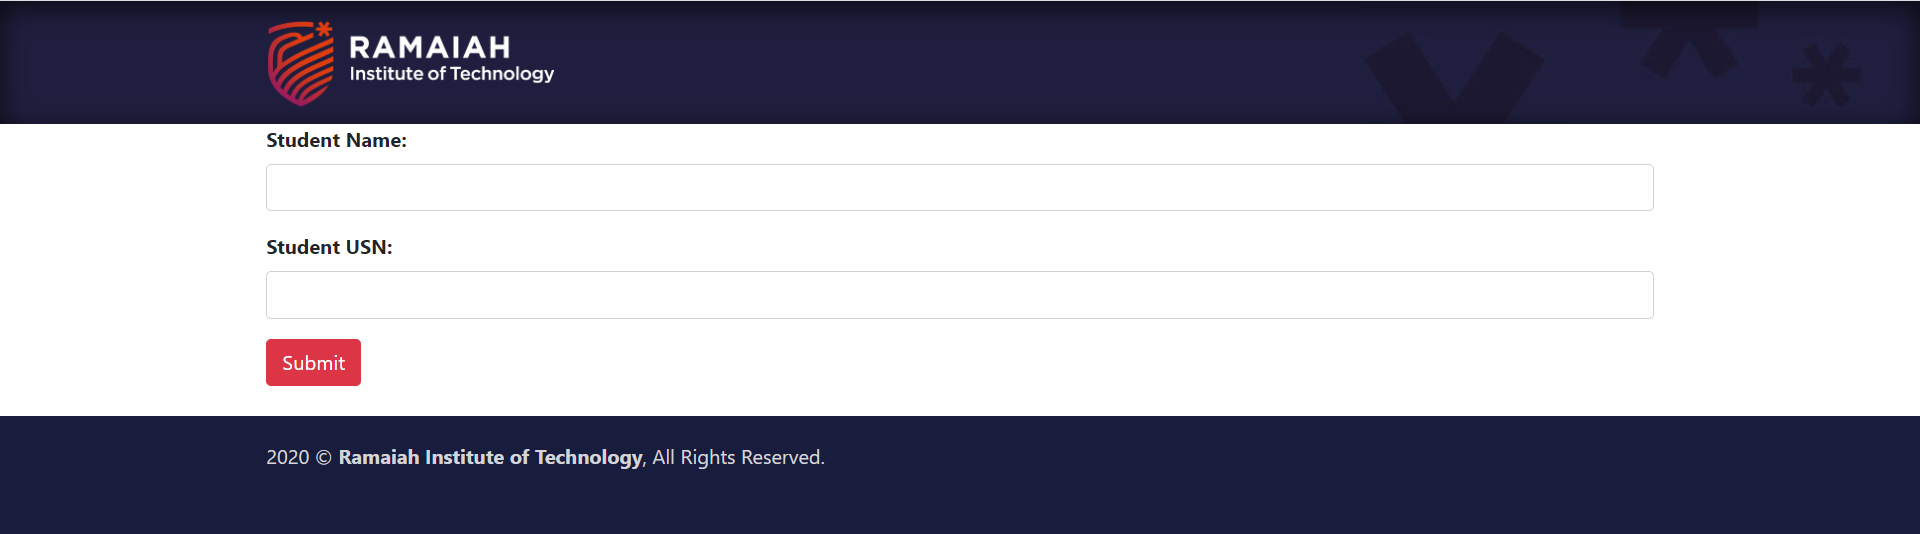 RAMAIAH
Institute of Technology
Student Name:
Student USN:
Submit
2020 © Ramaiah Institute of Technology, All Rights Reserved.